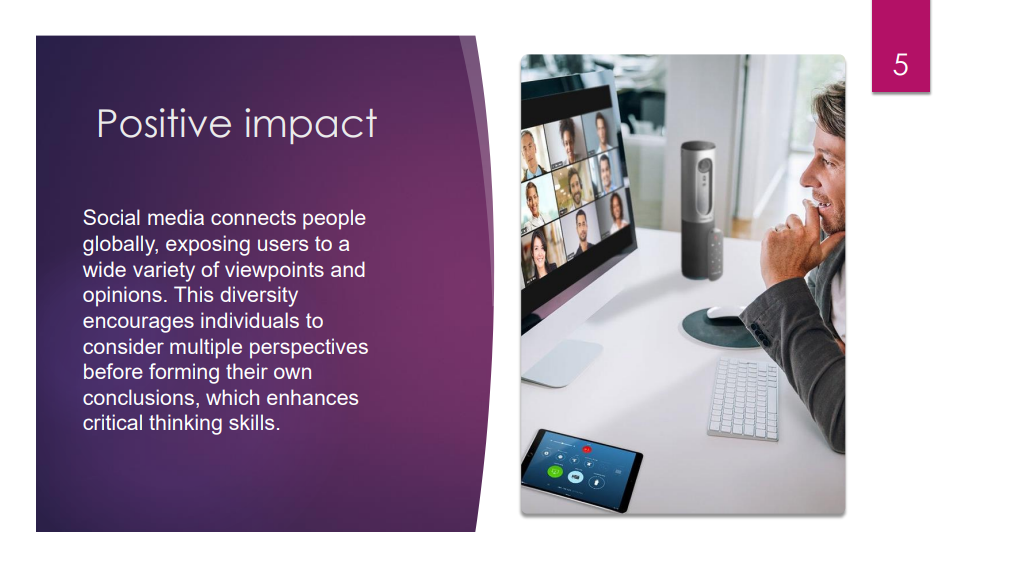 5
Positive impact
Social media connects people
globally, exposing users to a
wide variety of viewpoints and
opinions. This diversity
encourages individuals to
consider multiple perspectives
before forming their own
conclusions, which enhances
critical thinking skills.